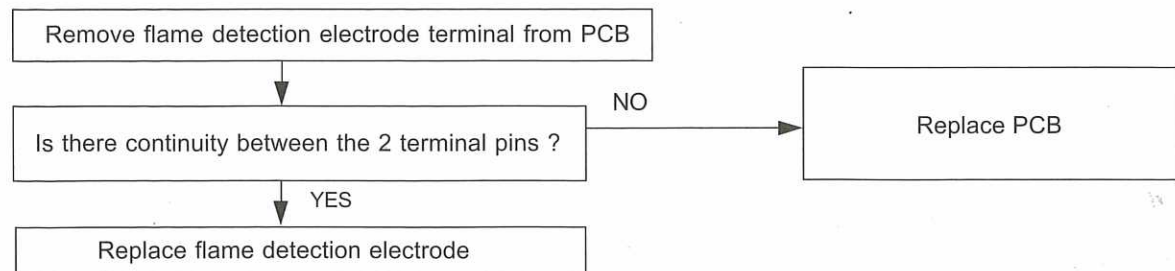 Remove flame detection electrode terminal from PCB
Is there continuity between the 2 terminal pins ?
NO
Replace PCB
YES
Replace flame detection electrode